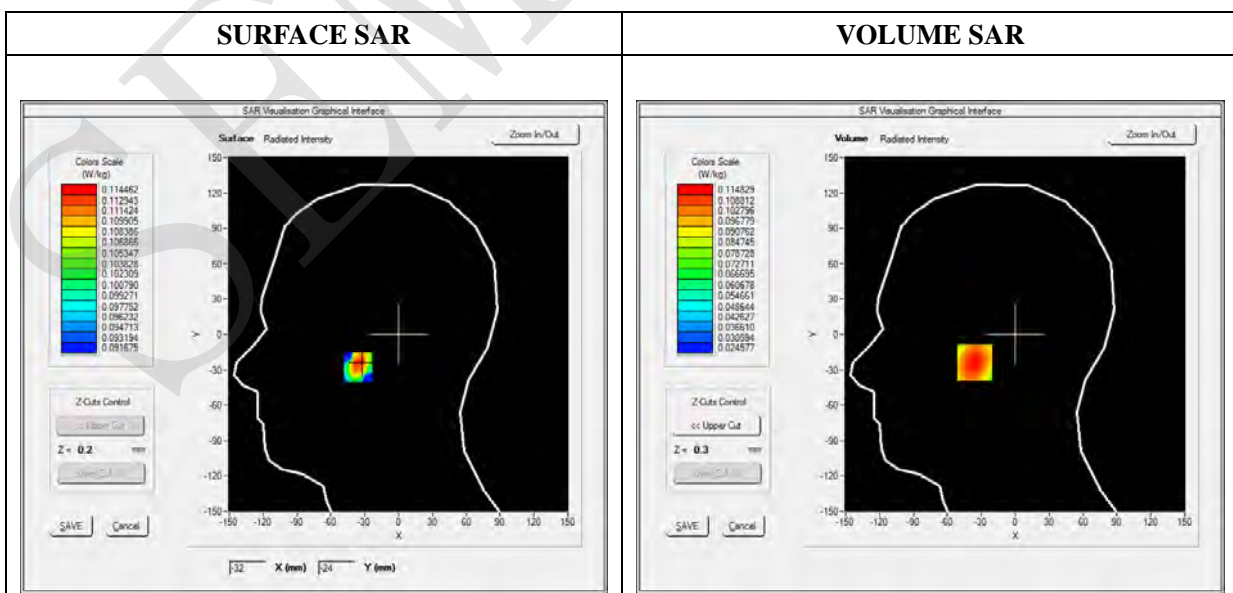 SURFACE SAR
VOLUME SAR
SAR Visualisation Graphical Interface
Surface Radiated Intensity
Zoom In/Out
Colors Scale
(W/kg)
0.114462
0.112943
0.111424
0.109905
0.108386
0.106866
0.105347
0.103828
0.102309
0.100790
0.099271
0.097752
0.096232
0.094713
0.093194
0.091675
Z-Cuts Control
<< Upper Cut
Z = 0.2 mm
SAVE Cancel
150
120
90
60
30
0
-30
-60
-90
-120
-150
Y
-150 -120 -90 -60 -30 0 30 60 90 120 150
X
-32 X (mm) -24 Y (mm)
SAR Visualisation Graphical Interface
Volume Radiated Intensity
Zoom In/Out
Colors Scale
(W/kg)
0.114829
0.108812
0.102796
0.096779
0.090762
0.084745
0.078728
0.072711
0.066695
0.060678
0.054661
0.048644
0.042627
0.036610
0.030594
0.024577
Z-Cuts Control
<< Upper Cut
Z = 0.3 mm
SAVE Cancel
150
120
90
60
30
0
-30
-60
-90
-120
-150
Y
-150 -120 -90 -60 -30 0 30 60 90 120 150
X